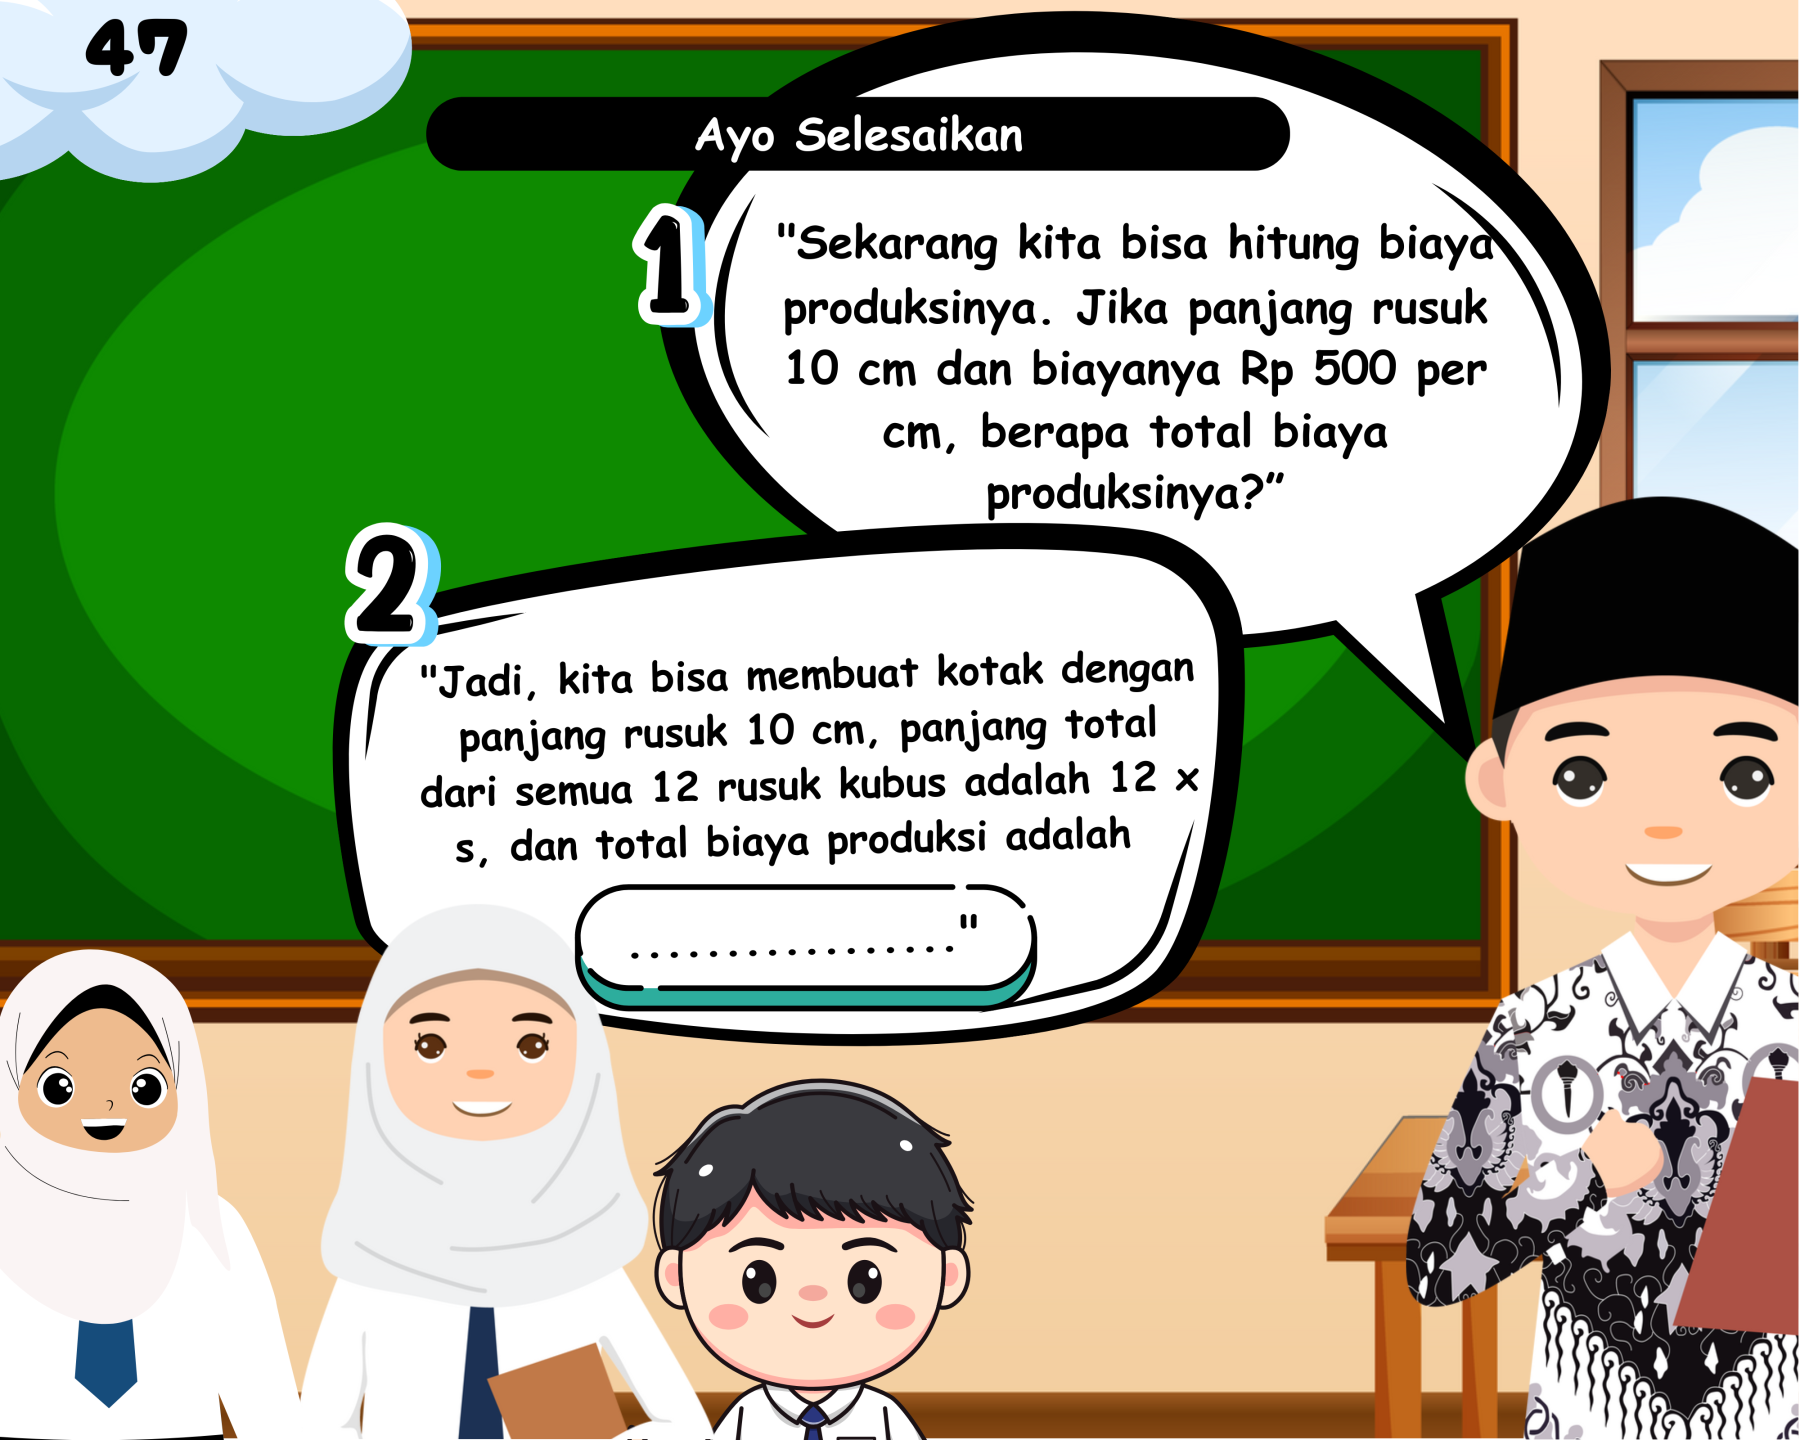 47
Ayo Selesaikan
1
"Sekarang kita bisa hitung biaya
produksinya. Jika panjang rusuk
10 cm dan biayanya Rp 500 per
cm, berapa total biaya
produksinya?”
2
"Jadi, kita bisa membuat kotak dengan
panjang rusuk 10 cm, panjang total
dari semua 12 rusuk kubus adalah 12 x
s, dan total biaya produksi adalah
................."